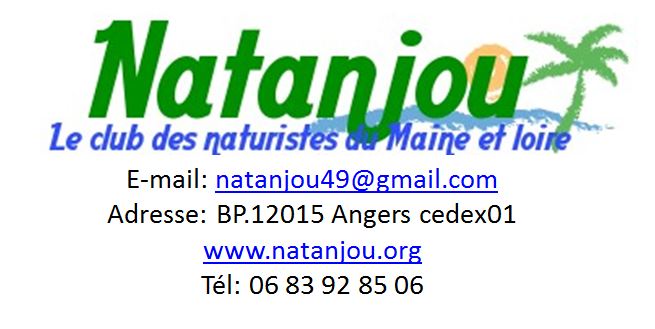 Natanjou
Le club des naturistes du Maine et loire
E-mail: natanjou49@gmail.com
Adresse: BP.12015 Angers cedex01
www.natanjou.org
Tél: 06 83 92 85 06